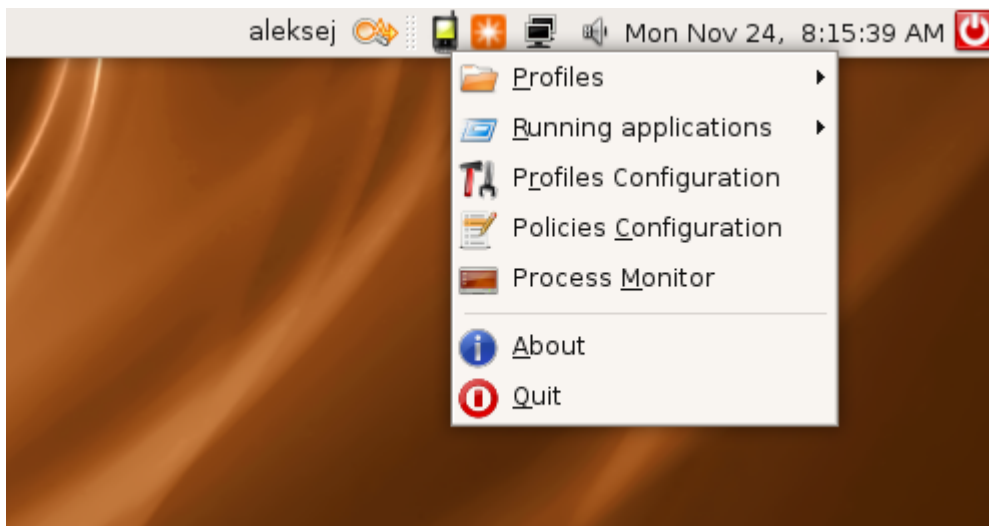 aleksej Mon Nov 24, 8:15:39 AM
Profiles
Running applications
Profiles Configuration
Policies Configuration
Process Monitor
About
Quit